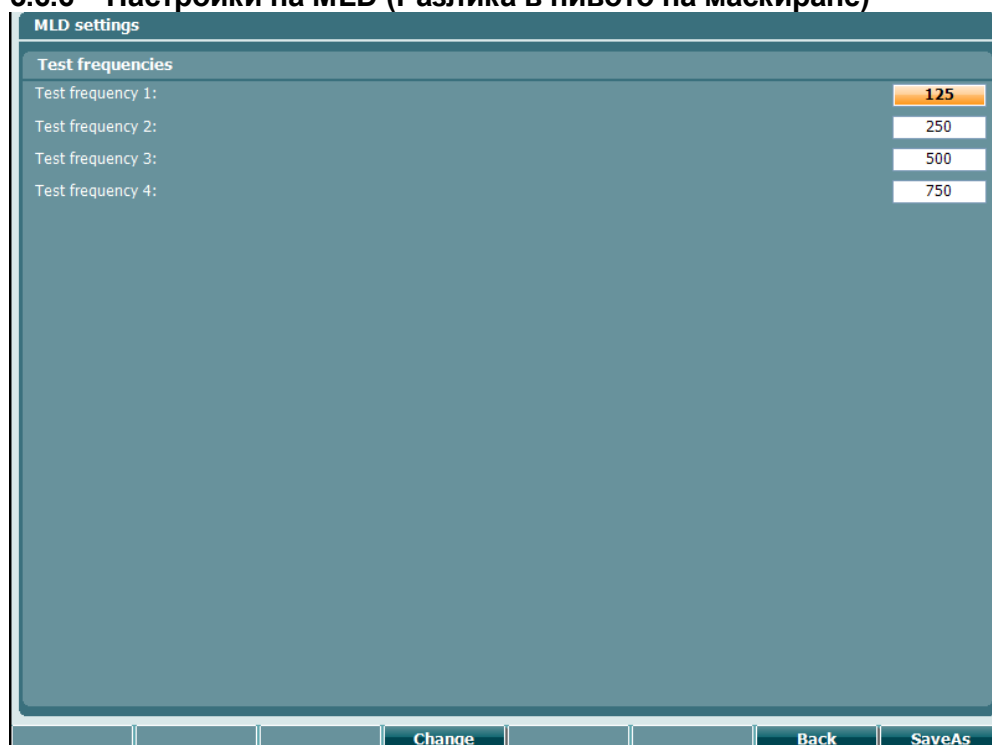 Настройки на MLD (Разлика в нивото на маскиране)
MLD settings
Test frequencies
Test frequency 1: 125
Test frequency 2: 250
Test frequency 3: 500
Test frequency 4: 750
Change Back SaveAs